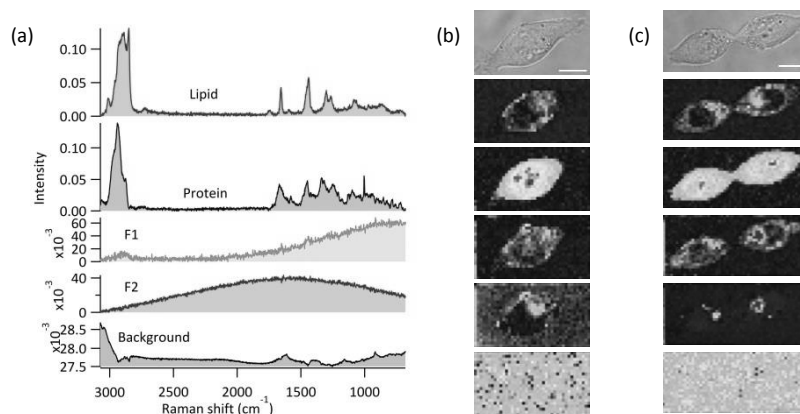 (a)
(b)
(c)
0.10
0.05
0.00
Lipid
0.10
0.05
0.00
Protein
Intensity
60
40
20
0
x10⁻³
F1
40
0
x10⁻³
F2
28.5
28.0
27.5
x10⁻³
Background
3000 2500 2000 1500 1000
Raman shift (cm⁻¹)